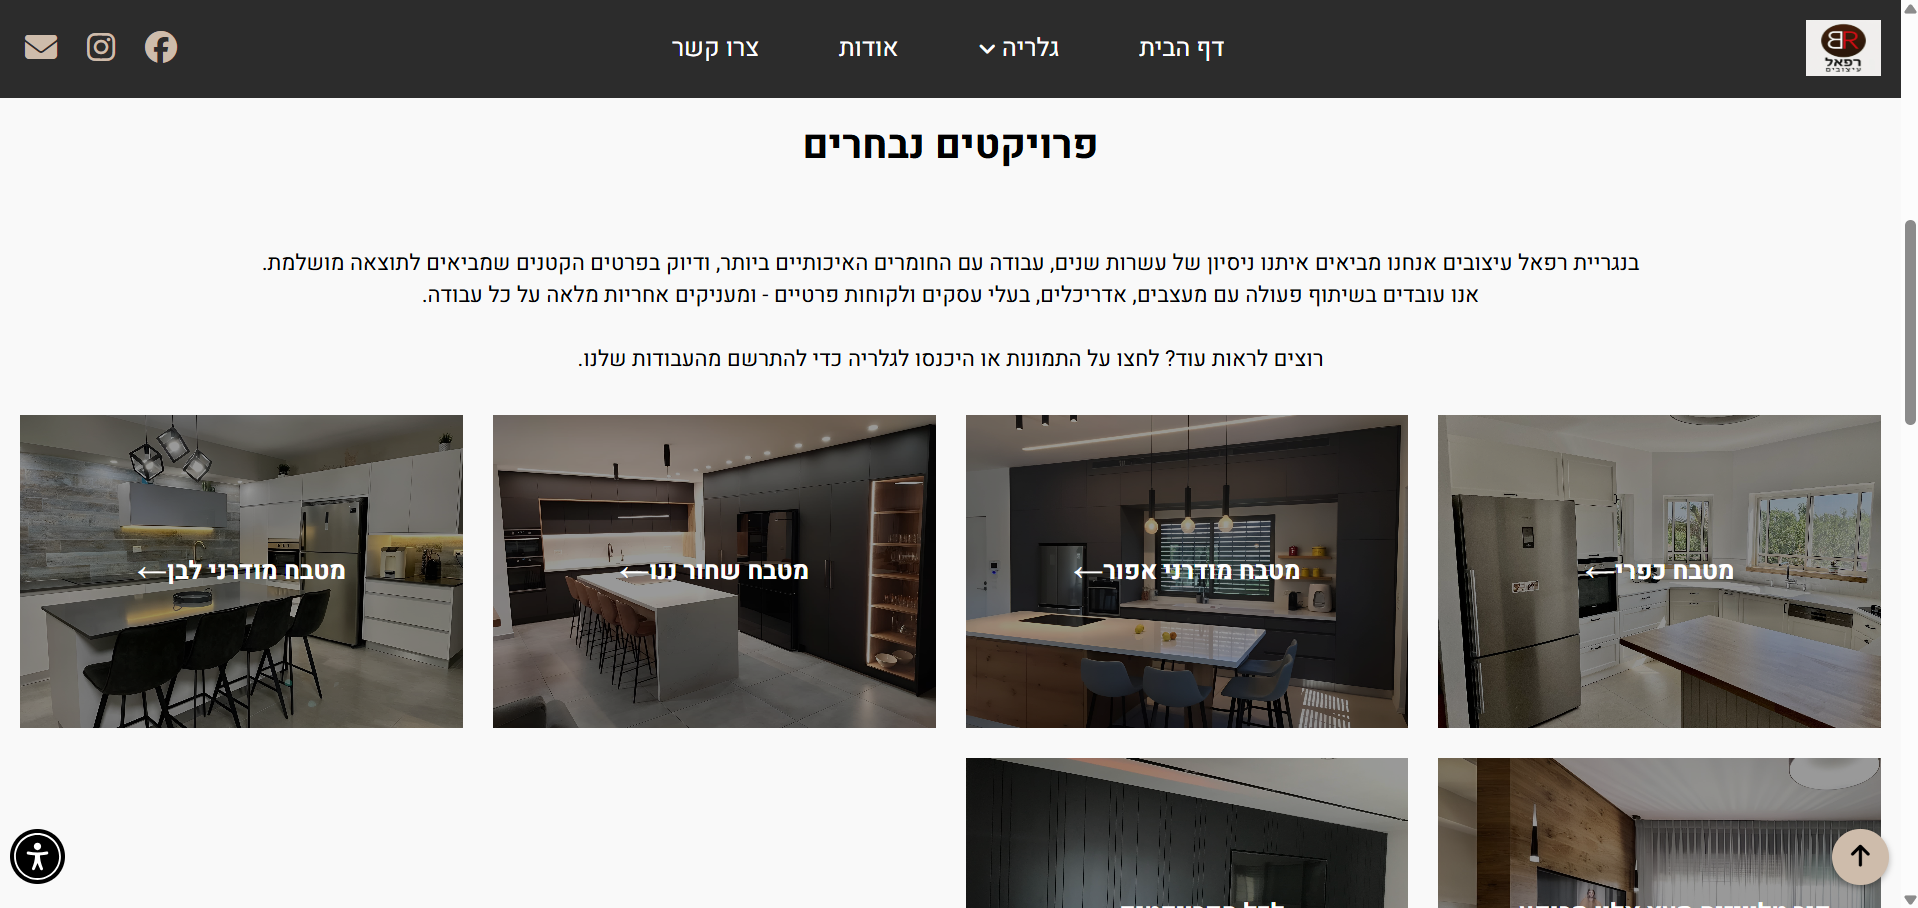 BR
רפאל
עיצובים
דף הבית
גלריה
אודות
צרו קשר
פרויקטים נבחרים
בנגריית רפאל עיצובים אנחנו מביאים איתנו ניסיון של עשרות שנים, עבודה עם החומרים האיכותיים ביותר, ודיוק בפרטים הקטנים שמביאים לתוצאה מושלמת.
אנו עובדים בשיתוף פעולה עם מעצבים, אדריכלים, בעלי עסקים ולקוחות פרטיים - ומעניקים אחריות מלאה על כל עבודה.
רוצים לראות עוד? לחצו על התמונות או היכנסו לגלריה כדי להתרשם מהעבודות שלנו.
מטבח כפרי←
מטבח מודרני אפור←
מטבח שחור ננו←
מטבח מודרני לבן←